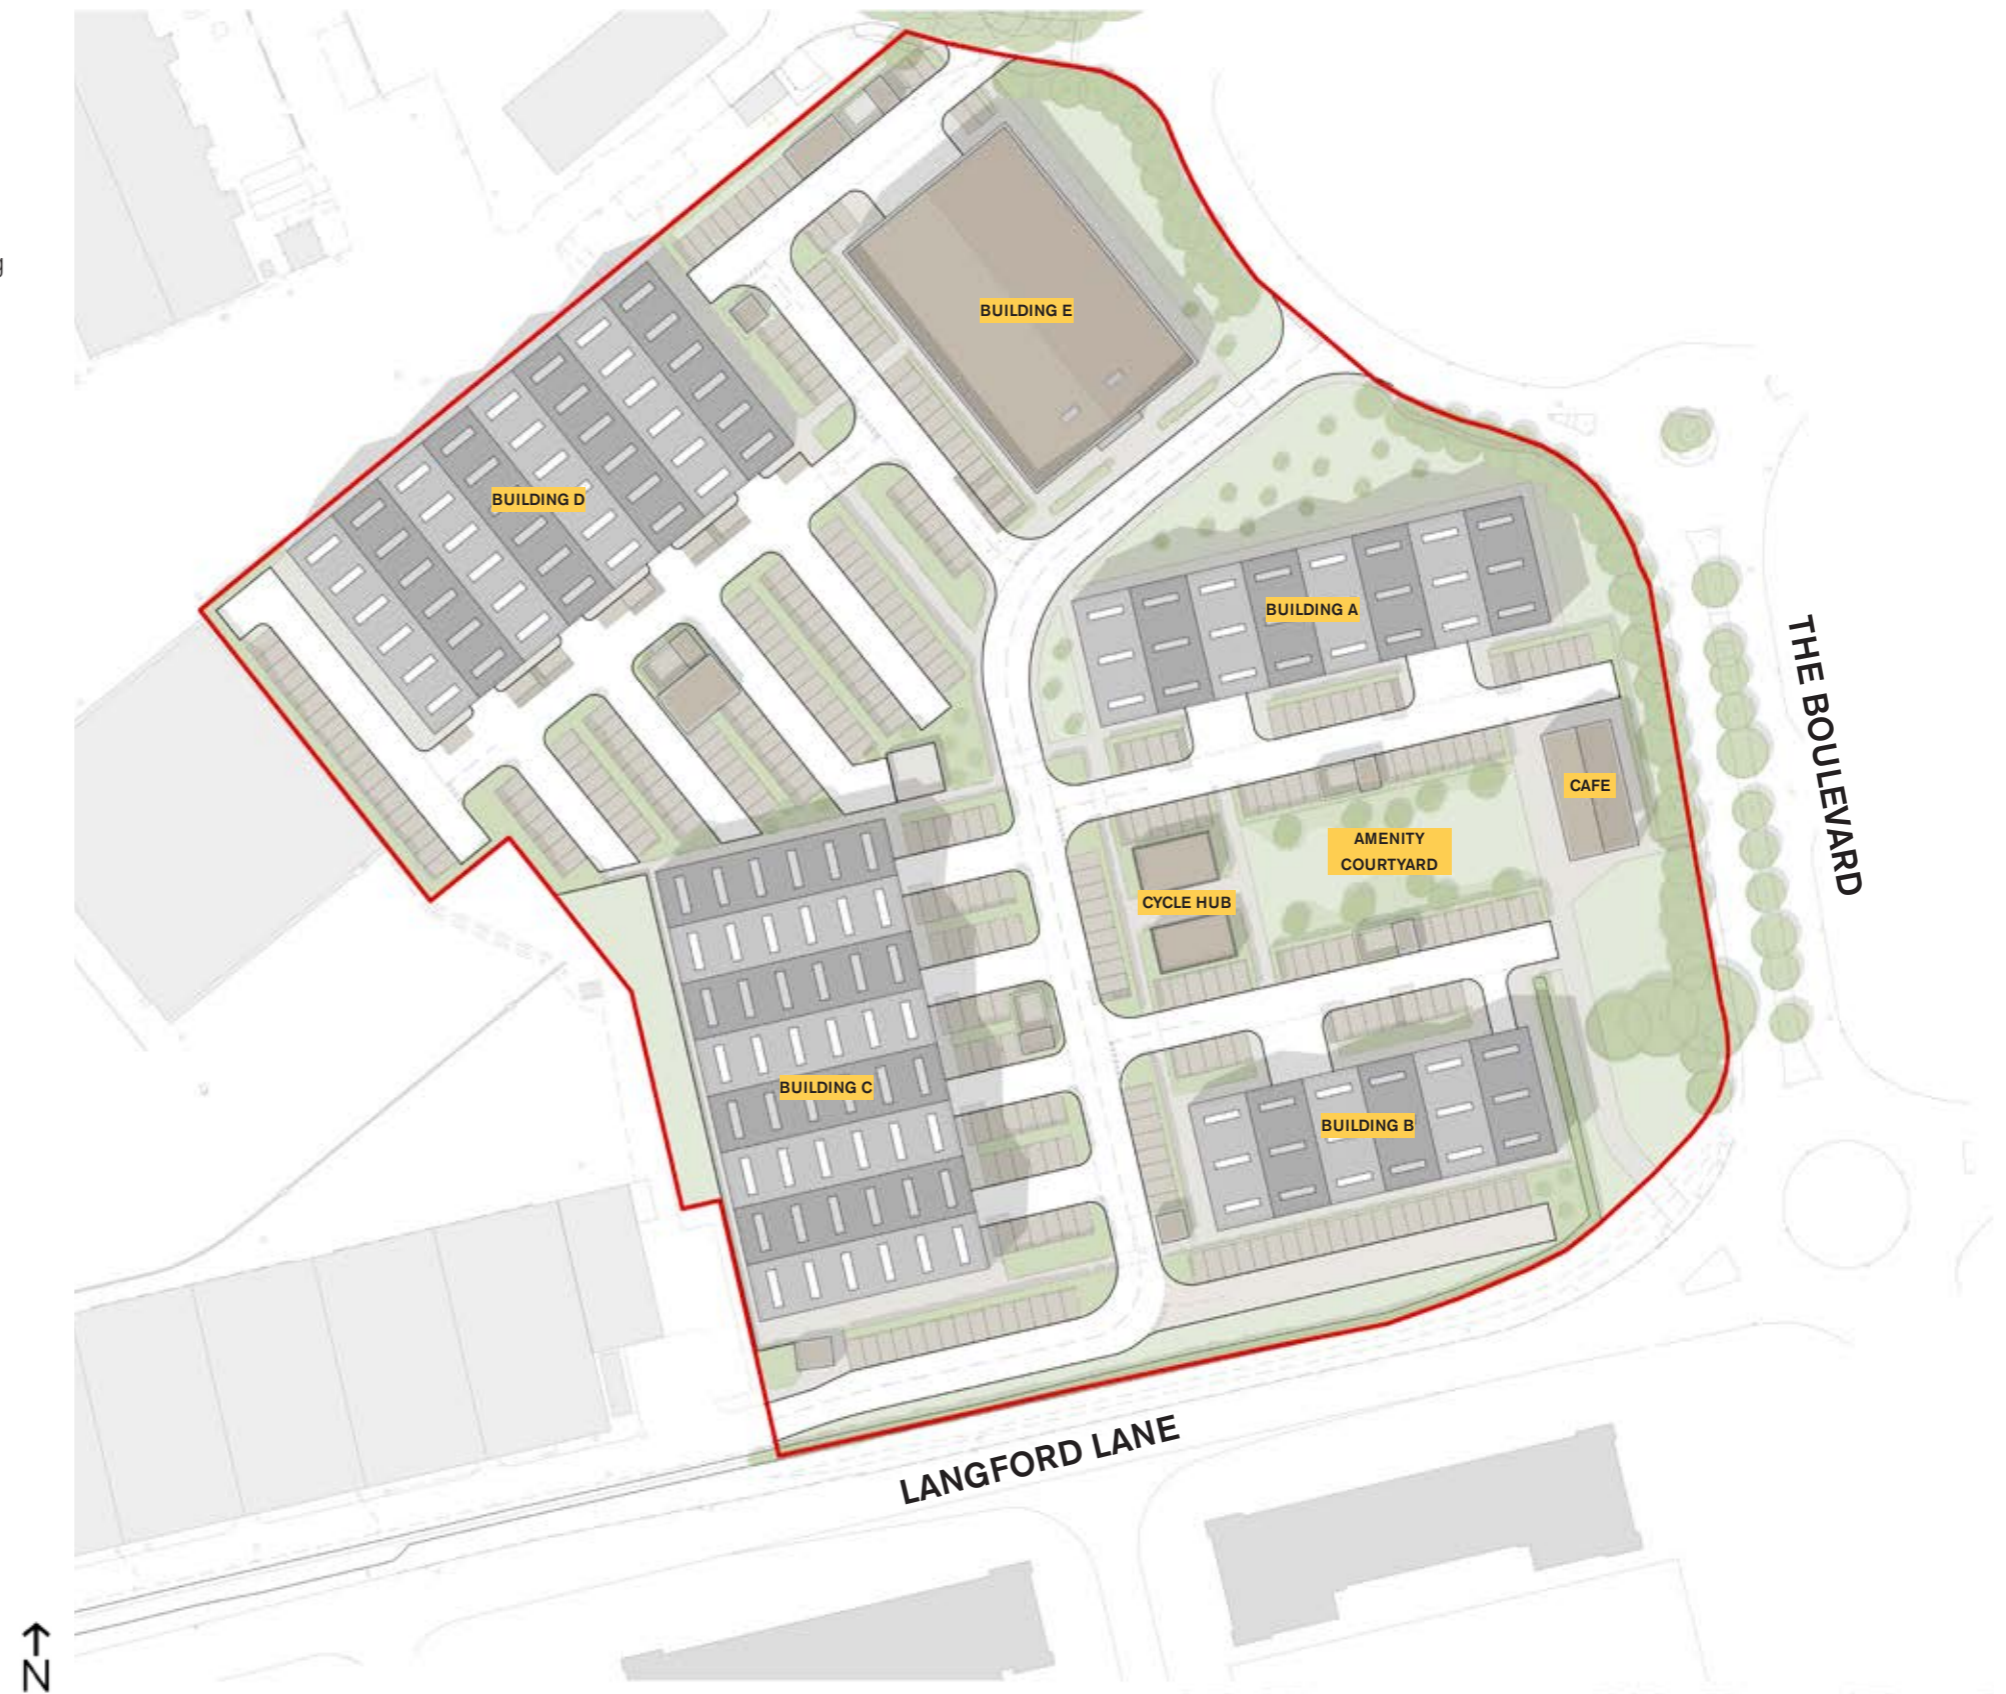 g
BUILDING E
BUILDING D
BUILDING A
THE BOULEVARD
CAFE
AMENITY
COURTYARD
CYCLE HUB
BUILDING C
BUILDING B
LANGFORD LANE
N